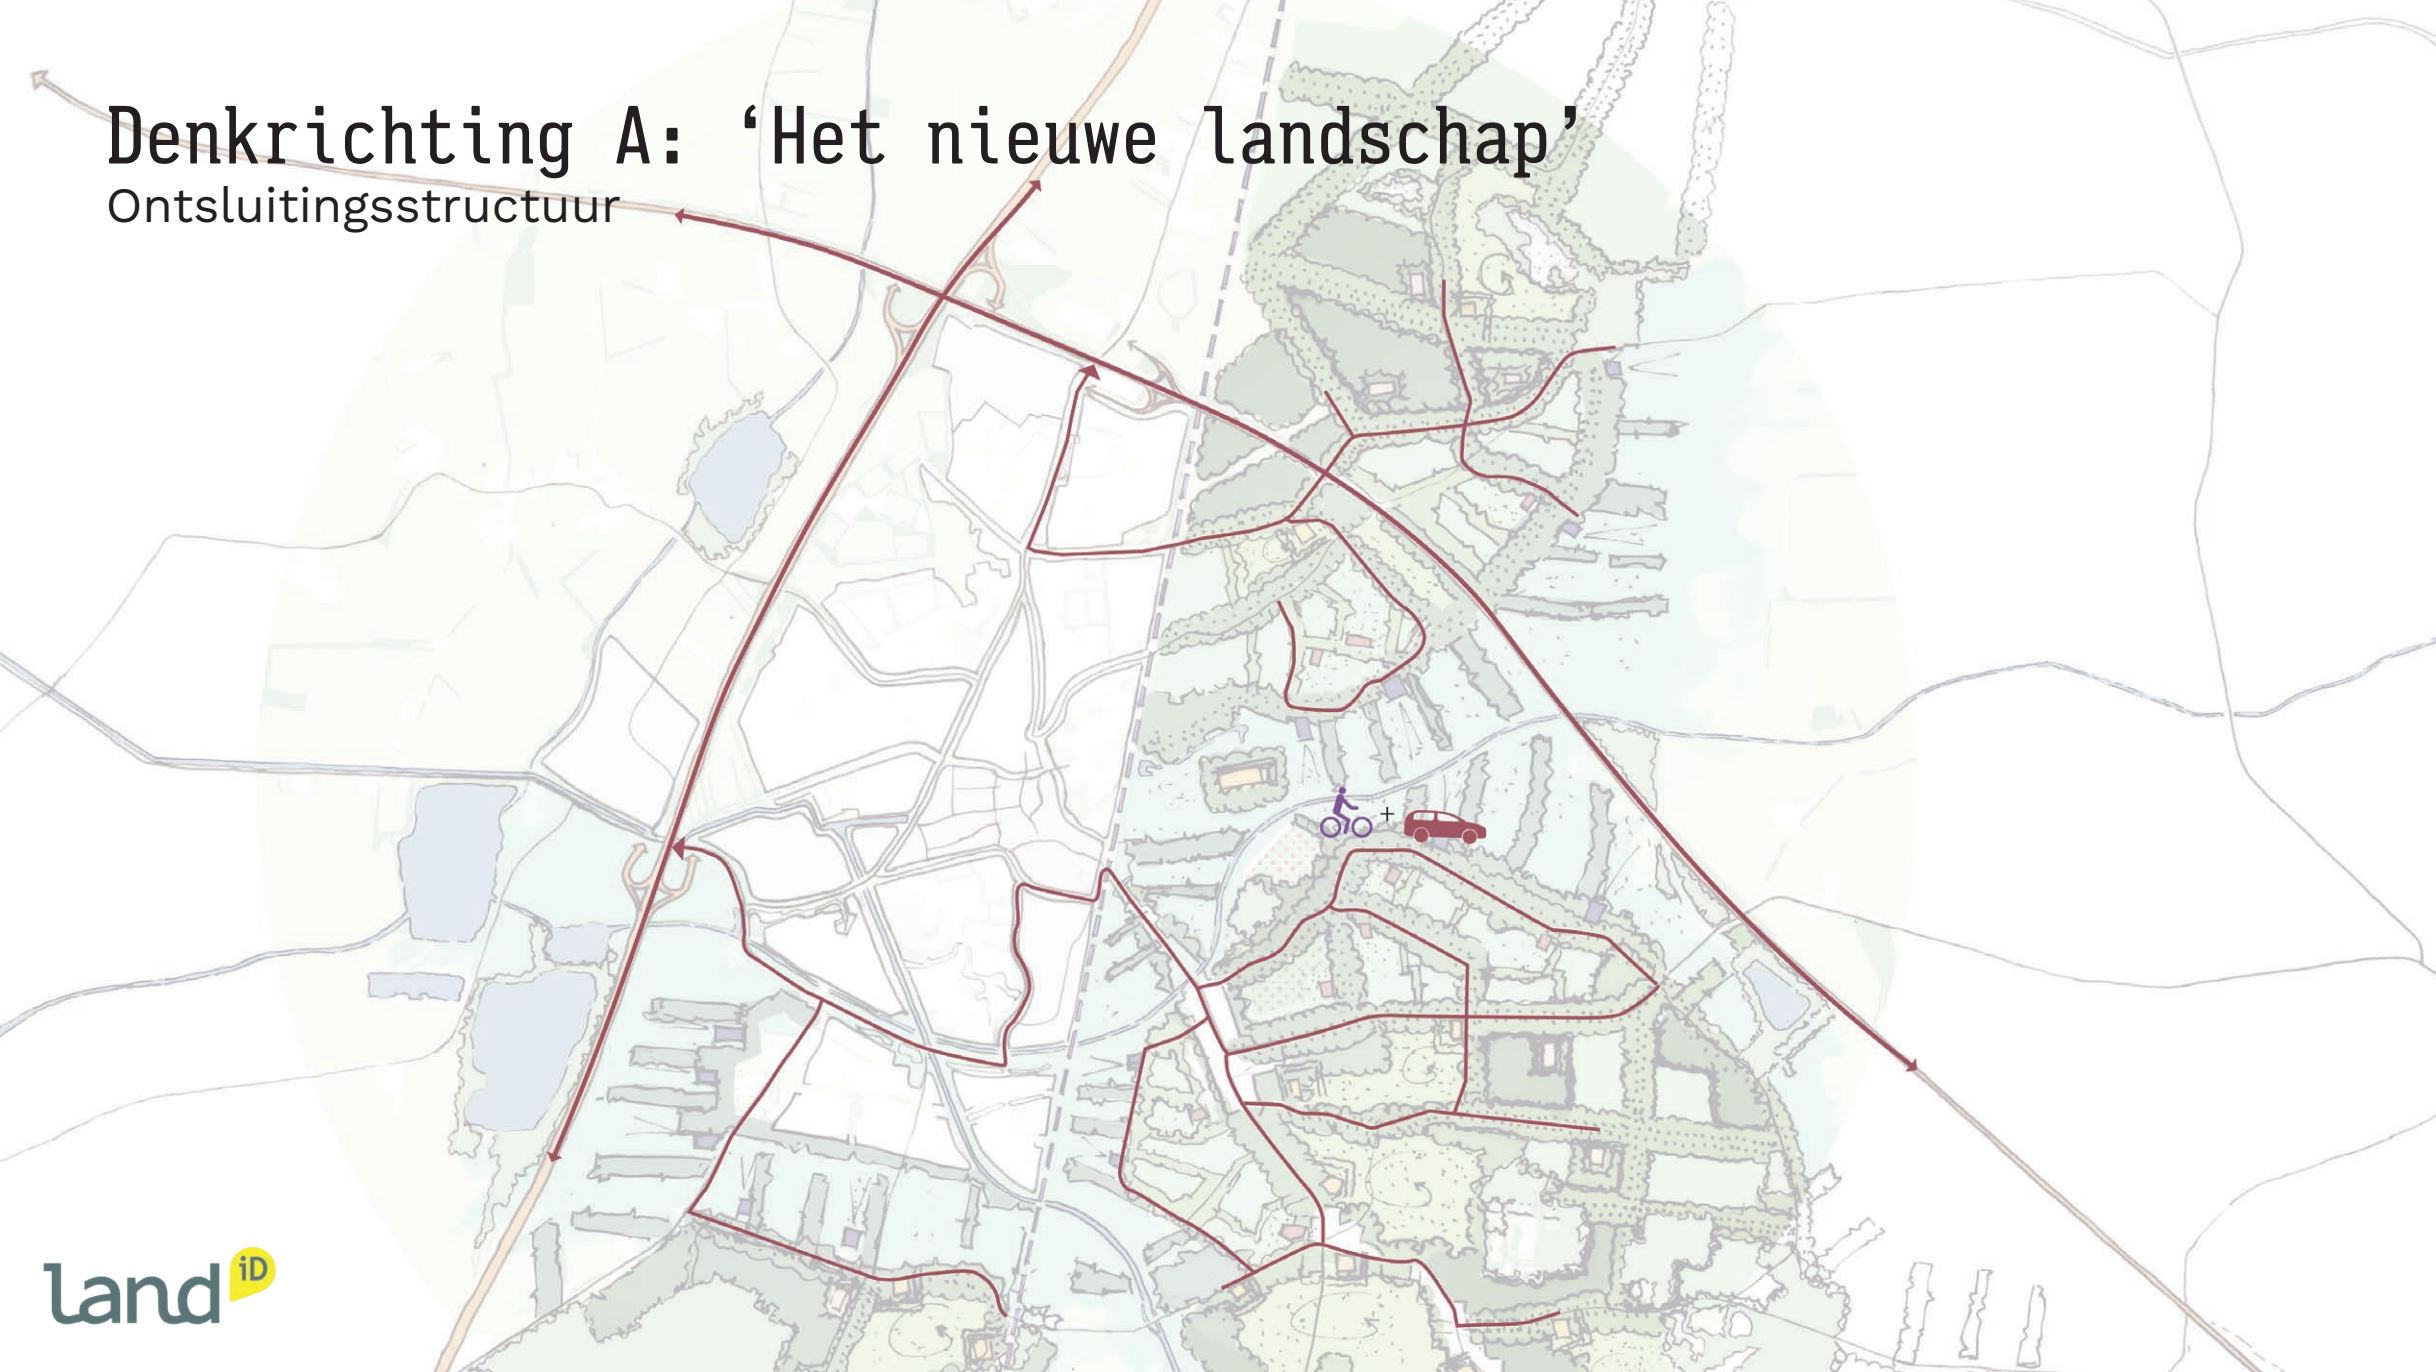 Denkrichting A: ‘Het nieuwe landschap’
Ontsluitingsstructuur
+
land iD